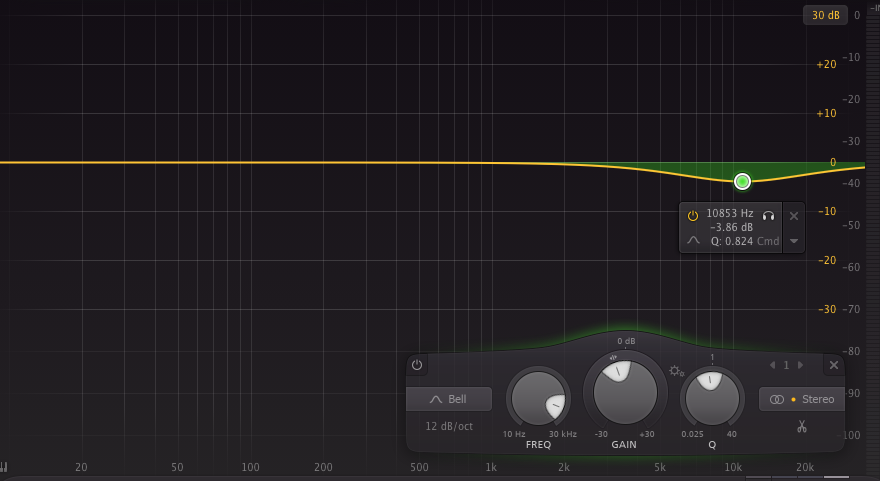 30 dB 0
-10
+20
-20
+10
-30
0
-40
10853 Hz
-3.86 dB
Q: 0.824 Cmd
-10
-50
-20
-60
-30
-70
0 dB
-80
1
1
Bell
Stereo
-90
12 dB/oct
10 Hz 30 kHz -30 +30 0.025 40
-100
FREQ GAIN Q
20 50 100 200 500 1k 2k 5k 10k 20k